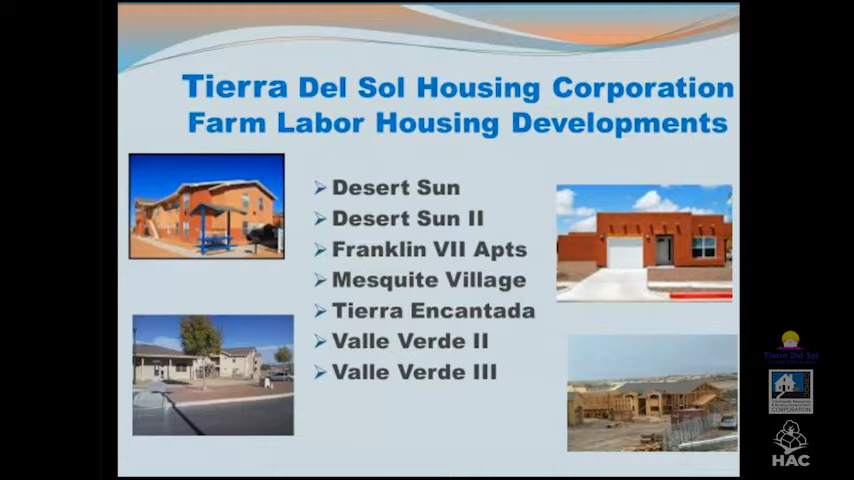 Tierra Del Sol Housing Corporation
Farm Labor Housing Developments
Desert Sun
Desert Sun II
Franklin VII Apts
Mesquite Village
Tierra Encantada
Valle Verde II
Valle Verde III
Tierra Del Sol
CORPORATION
HAC